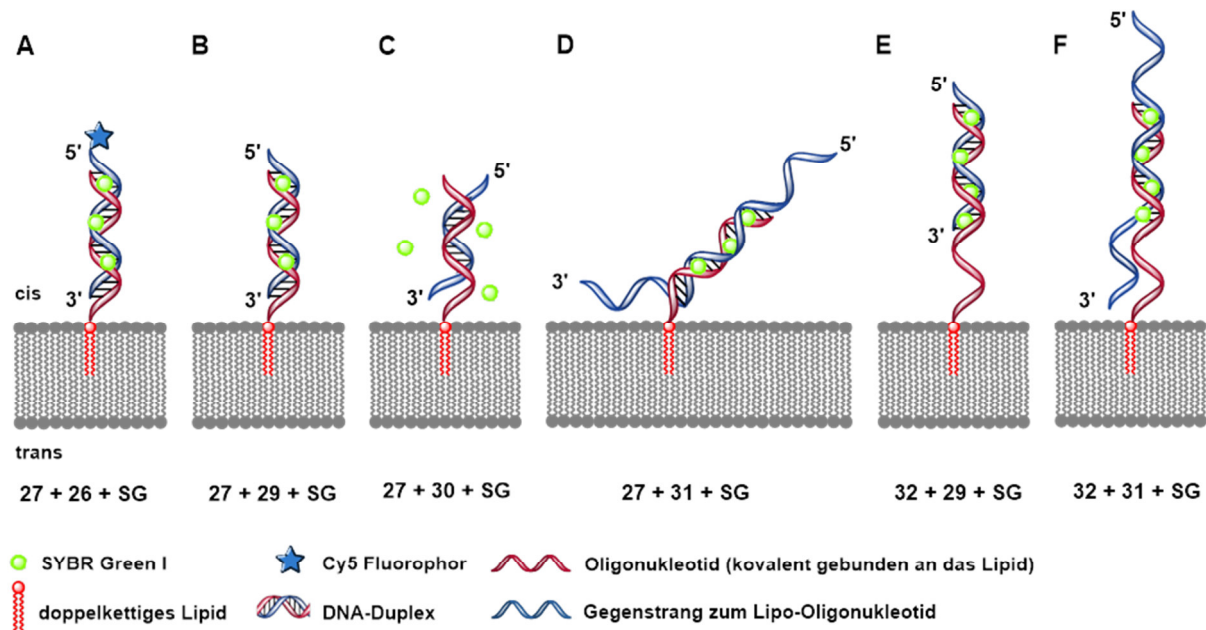 A B C D E F
5' 5' 5' 5' 5' 5'
3' 3' 3' 3' 3' 3'
cis
trans
27 + 26 + SG 27 + 29 + SG 27 + 30 + SG 27 + 31 + SG 32 + 29 + SG 32 + 31 + SG
SYBR Green I Cy5 Fluorophor Oligonukleotid (kovalent gebunden an das Lipid)
doppelkettiges Lipid DNA-Duplex Gegenstrang zum Lipo-Oligonukleotid